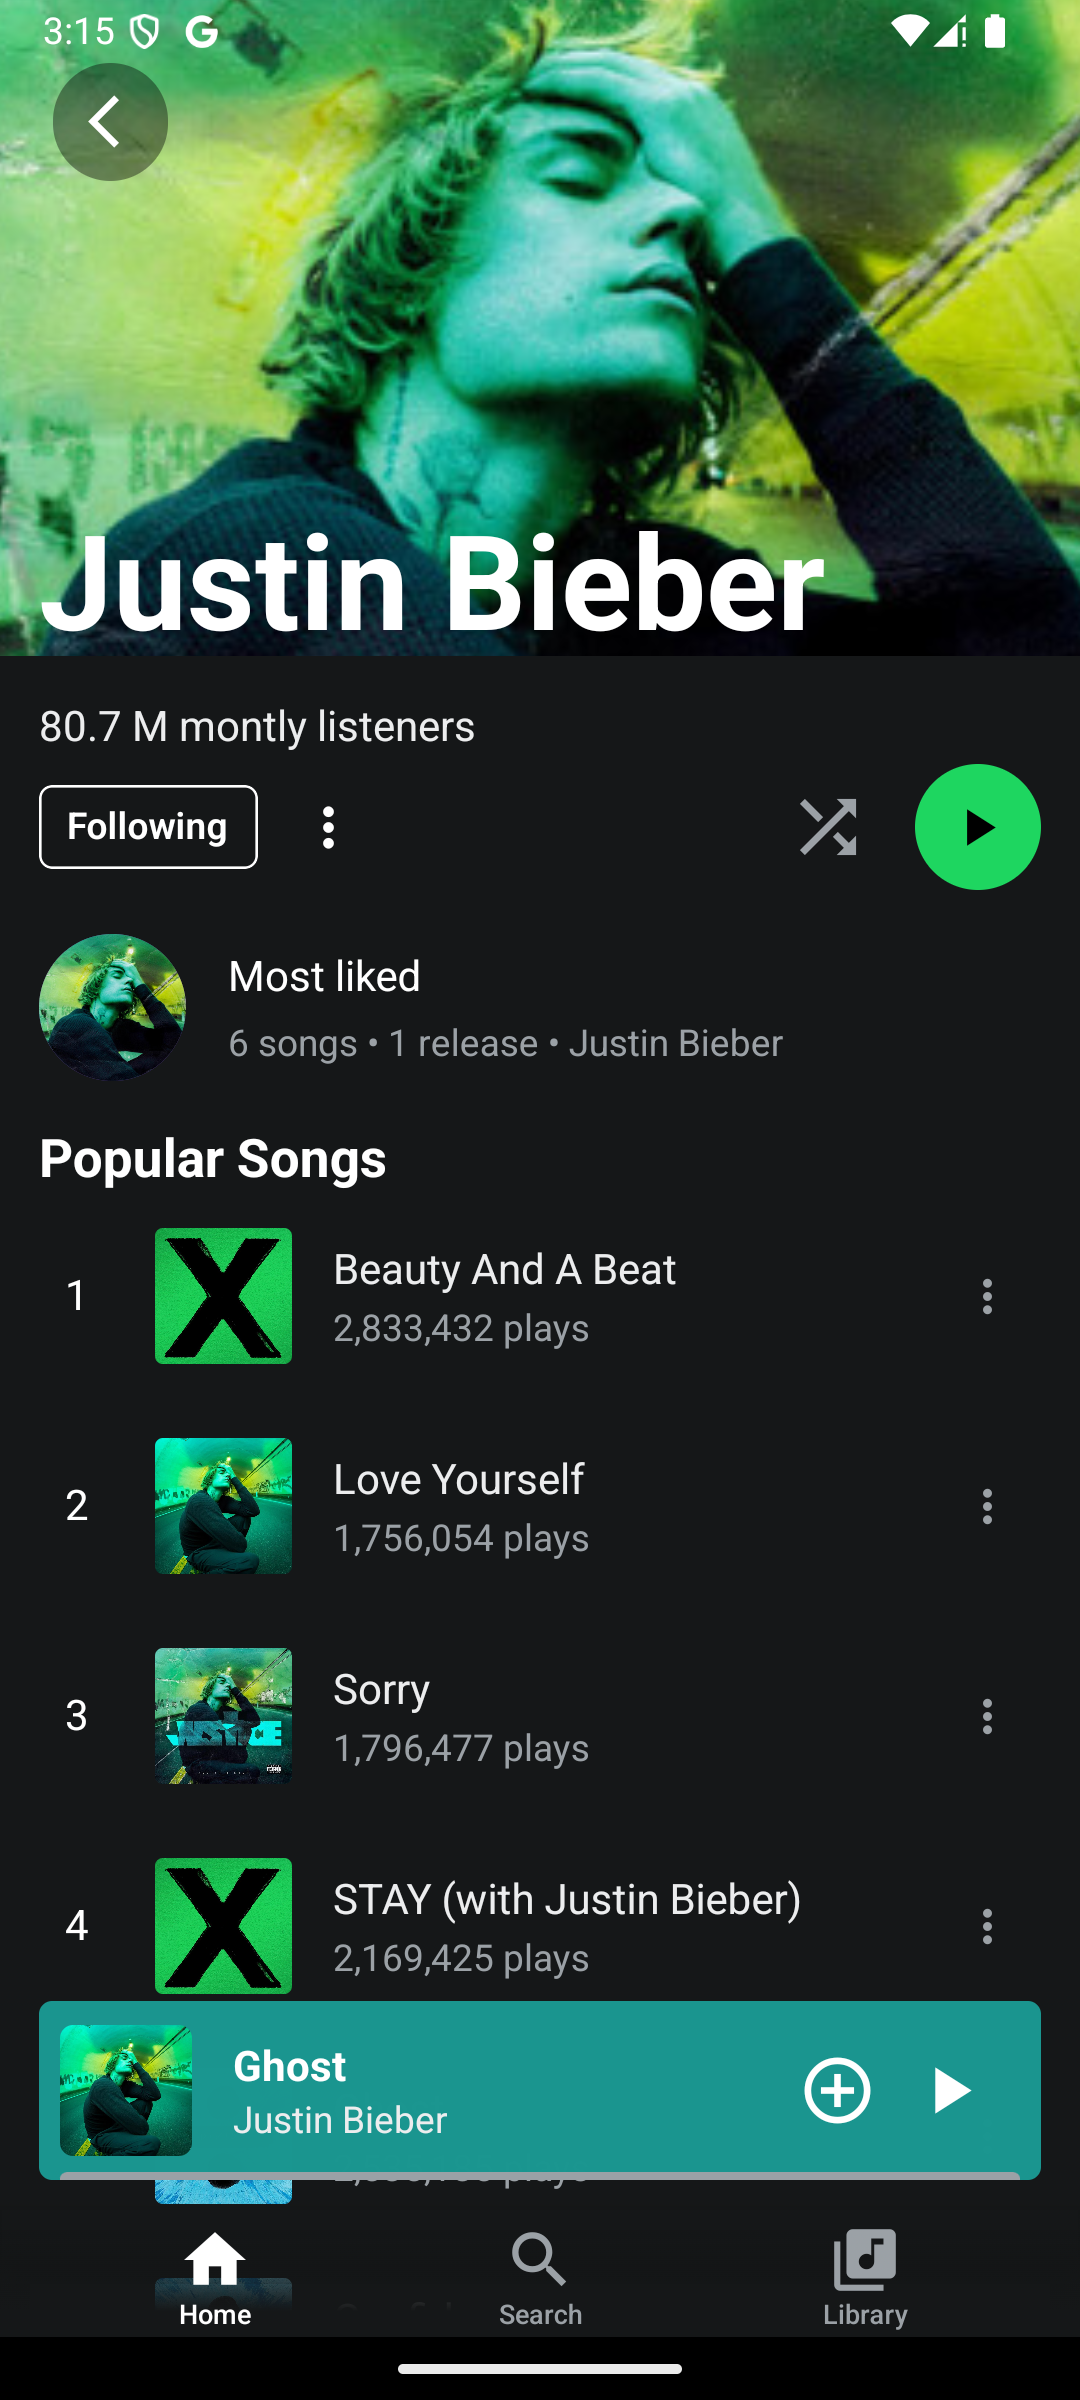 3:15
Justin Bieber
80.7 M montly listeners
Following
Most liked
6 songs • 1 release • Justin Bieber
Popular Songs
1
Beauty And A Beat
2,833,432 plays
2
Love Yourself
1,756,054 plays
3
Sorry
1,796,477 plays
JUSTICE
4
STAY (with Justin Bieber)
2,169,425 plays
Ghost
Justin Bieber
Home
Search
Library